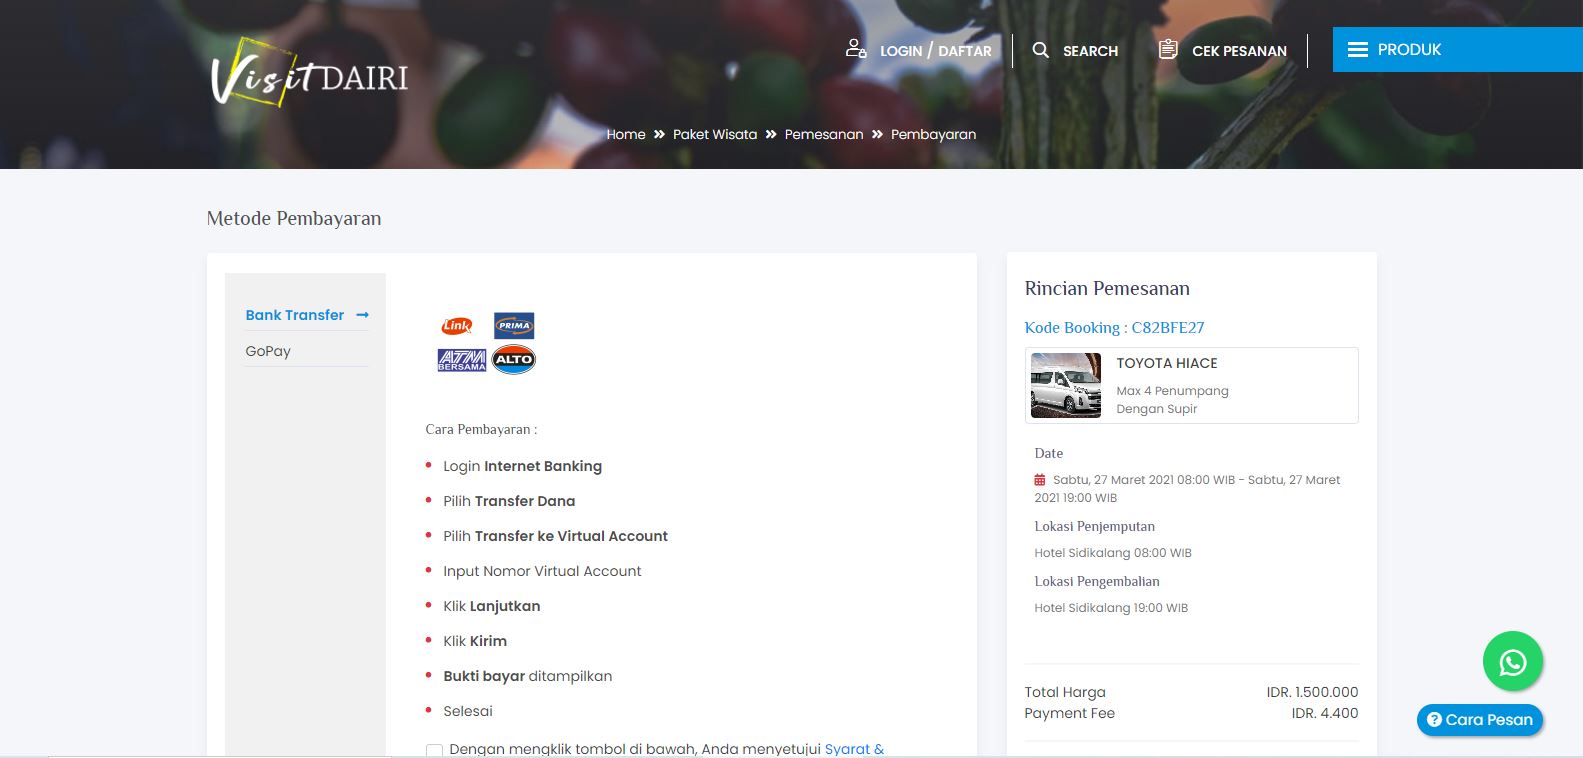 Visit DAIRI
LOGIN / DAFTAR
SEARCH
CEK PESANAN
PRODUK
Home » Paket Wisata » Pemesanan » Pembayaran
Metode Pembayaran
Bank Transfer →
GoPay
Link
PRIMA
ATM BERSAMA
ALTO
Cara Pembayaran :
• Login Internet Banking
• Pilih Transfer Dana
• Pilih Transfer ke Virtual Account
• Input Nomor Virtual Account
• Klik Lanjutkan
• Klik Kirim
• Bukti bayar ditampilkan
• Selesai
Dengan mengklik tombol di bawah, Anda menyetujui Syarat &
Rincian Pemesanan
Kode Booking : C82BFE27
TOYOTA HIACE
Max 4 Penumpang
Dengan Supir
Date
Sabtu, 27 Maret 2021 08:00 WIB - Sabtu, 27 Maret
2021 19:00 WIB
Lokasi Penjemputan
Hotel Sidikalang 08:00 WIB
Lokasi Pengembalian
Hotel Sidikalang 19:00 WIB
Total Harga IDR. 1.500.000
Payment Fee IDR. 4.400
Cara Pesan